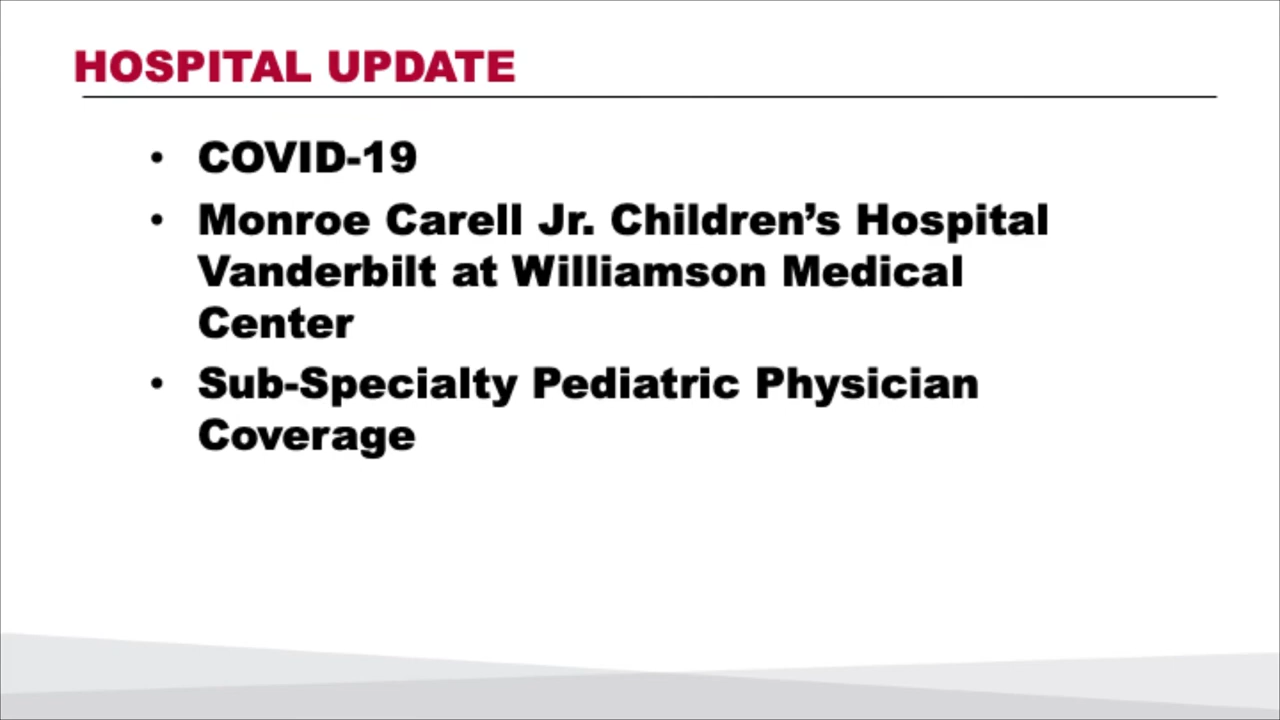 HOSPITAL UPDATE
• COVID-19
• Monroe Carell Jr. Children’s Hospital
Vanderbilt at Williamson Medical
Center
• Sub-Specialty Pediatric Physician
Coverage